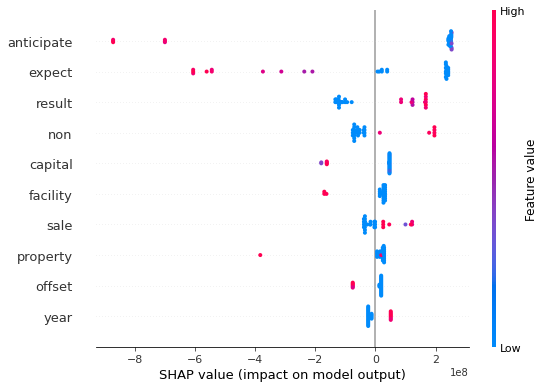 High
anticipate
expect
result
non
capital
facility
sale
property
offset
year
Feature value
Low
−8 −6 −4 −2 0 2
1e8
SHAP value (impact on model output)